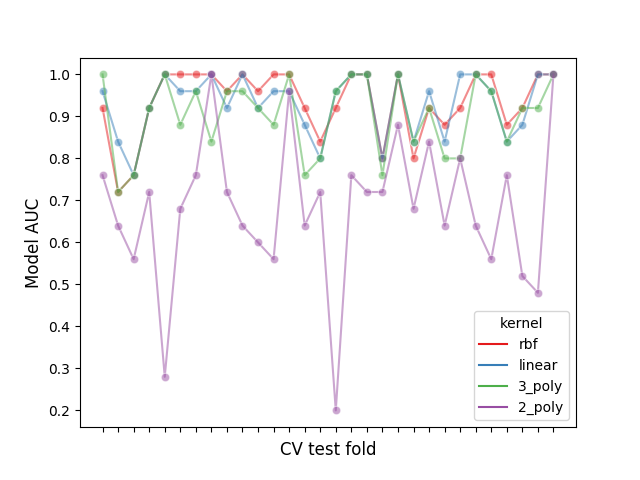 1.0
0.9
0.8
0.7
0.6
0.5
0.4
0.3
0.2
Model AUC
CV test fold
kernel
rbf
linear
3_poly
2_poly